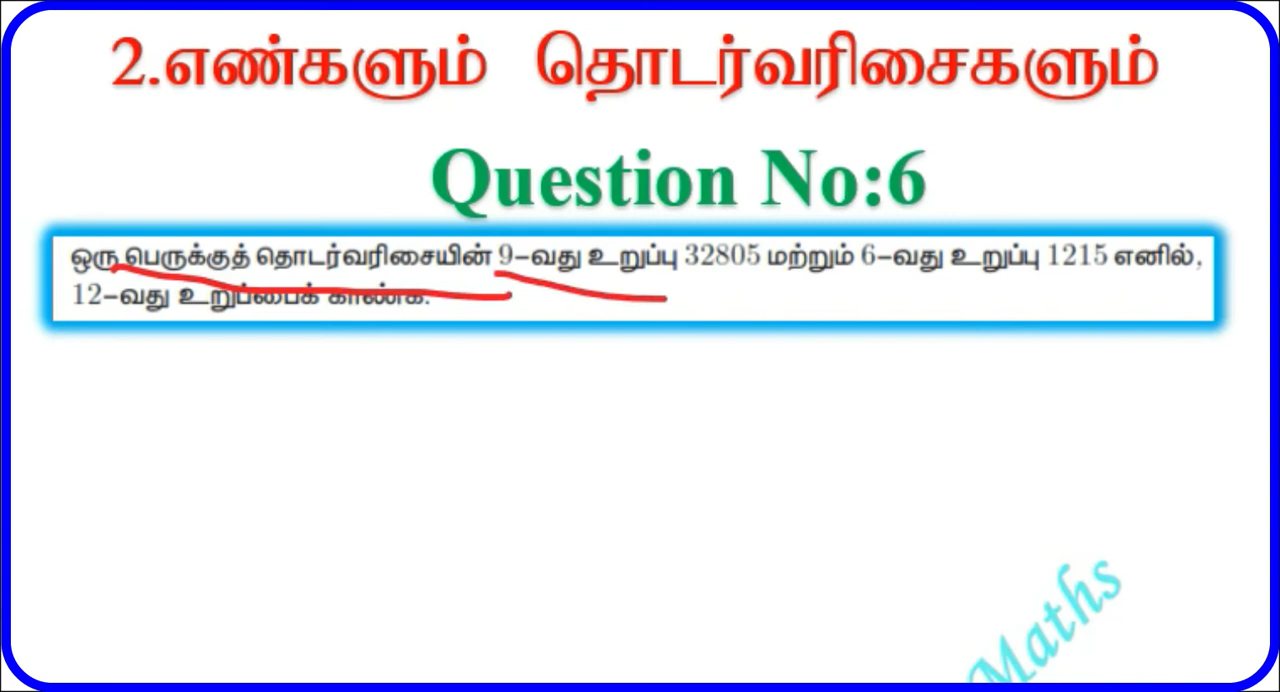 2.எண்களும் தொடர்வரிசைகளும்
Question No:6
ஒரு பெருக்குத் தொடர்வரிசையின் 9-வது உறுப்பு 32805 மற்றும் 6-வது உறுப்பு 1215 எனில்,
12-வது உறுப்பைக் காண்க.
Maths